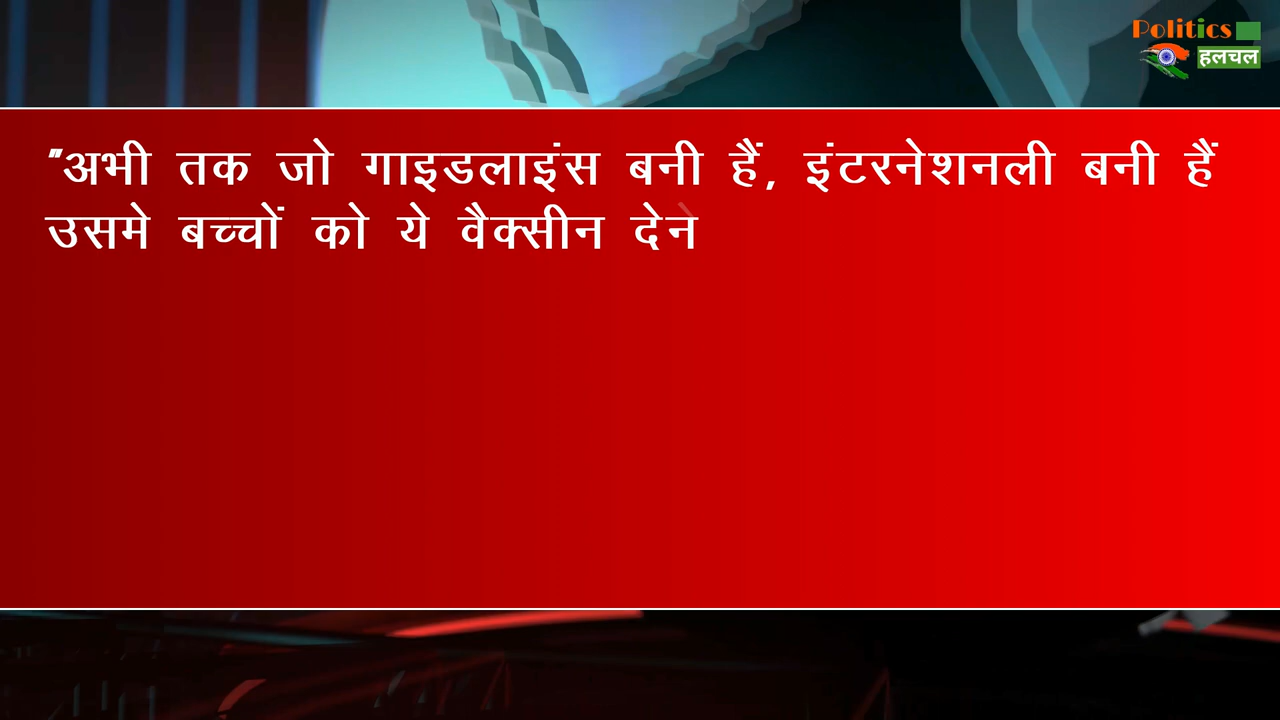 Politics
हलचल
"अभी तक जो गाइडलाइंस बनी हैं, इंटरनेशनली बनी हैं
उसमे बच्चों को ये वैक्सीन देन